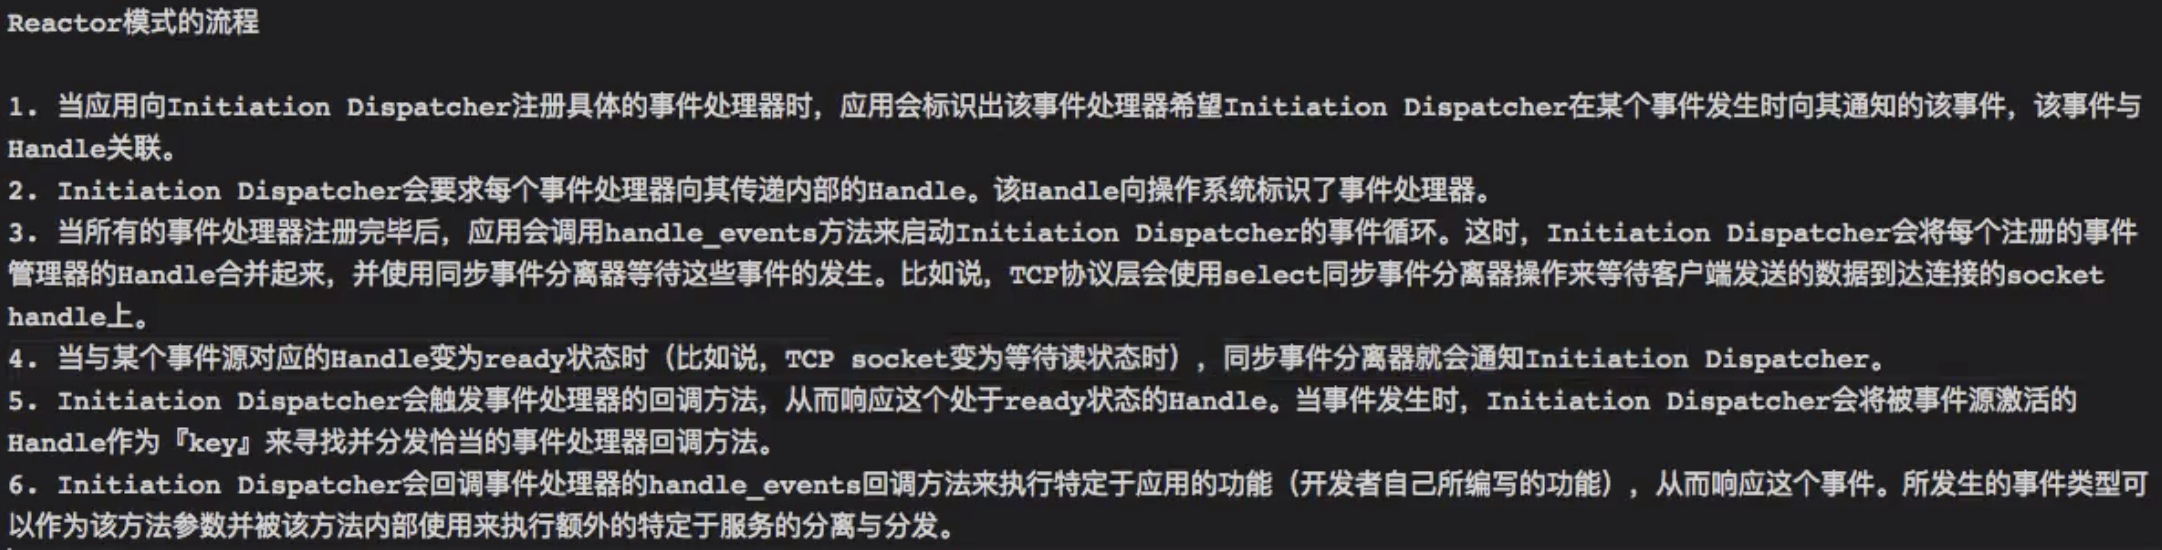 Reactor模式的流程
1. 当应用向Initiation Dispatcher注册具体的事件处理器时，应用会标识出该事件处理器希望Initiation Dispatcher在某个事件发生时向其通知的该事件，该事件与
Handle关联。
2. Initiation Dispatcher会要求每个事件处理器向其传递内部的Handle。该Handle向操作系统标识了事件处理器。
3. 当所有的事件处理器注册完毕后，应用会调用handle_events方法来启动Initiation Dispatcher的事件循环。这时，Initiation Dispatcher会将每个注册的事件
管理器的Handle合并起来，并使用同步事件分离器等待这些事件的发生。比如说，TCP协议层会使用select同步事件分离器操作来等待客户端发送的数据到达连接的socket
handle上。
4. 当与某个事件源对应的Handle变为ready状态时（比如说，TCP socket变为等待读状态时），同步事件分离器就会通知Initiation Dispatcher。
5. Initiation Dispatcher会触发事件处理器的回调方法，从而响应这个处于ready状态的Handle。当事件发生时，Initiation Dispatcher会将被事件源激活的
Handle作为『key』来寻找并分发恰当的事件处理器回调方法。
6. Initiation Dispatcher会回调事件处理器的handle_events回调方法来执行特定于应用的功能（开发者自己所编写的功能），从而响应这个事件。所发生的事件类型可
以作为该方法参数并被该方法内部使用来执行额外的特定于服务的分离与分发。